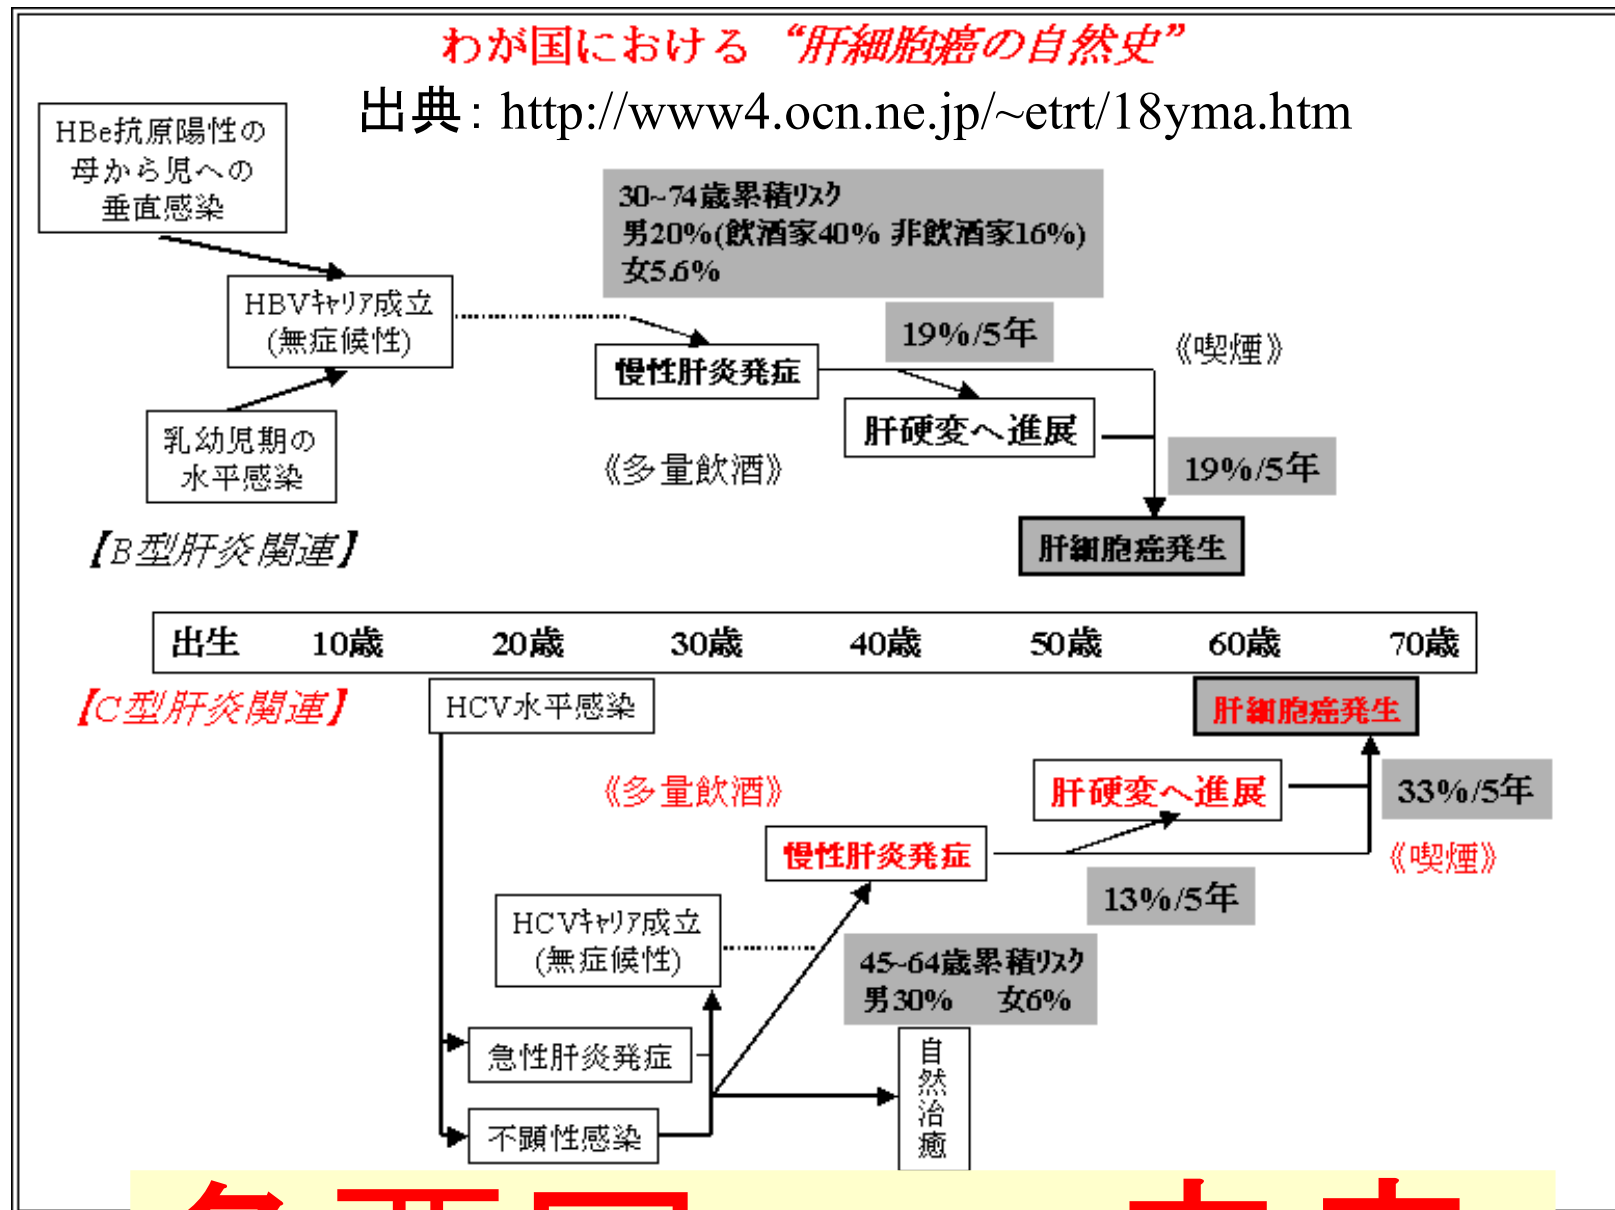 わが国における “肝細胞癌の自然史”
出典：http://www4.ocn.ne.jp/~etrt/18yma.htm
HBe抗原陽性の
母から児への
垂直感染
30~74歳累積ﾘｽｸ
男20%(飲酒家40% 非飲酒家16%)
女5.6%
HBVｷｬﾘｱ成立
(無症候性)
19%/5年
《喫煙》
慢性肝炎発症
肝硬変へ進展
乳幼児期の
水平感染
《多量飲酒》
19%/5年
【B型肝炎関連】
肝細胞癌発生
出生 10歳 20歳 30歳 40歳 50歳 60歳 70歳
【C型肝炎関連】
HCV水平感染
肝細胞癌発生
《多量飲酒》
肝硬変へ進展
33%/5年
慢性肝炎発症
《喫煙》
13%/5年
HCVｷｬﾘｱ成立
(無症候性)
45~64歳累積ﾘｽｸ
男30% 女6%
急性肝炎発症
自然治癒
不顕性感染